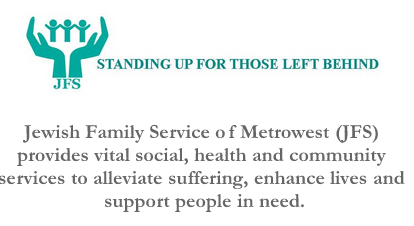 STANDING UP FOR THOSE LEFT BEHIND
JFS
Jewish Family Service of Metrowest (JFS)
provides vital social, health and community
services to alleviate suffering, enhance lives and
support people in need.